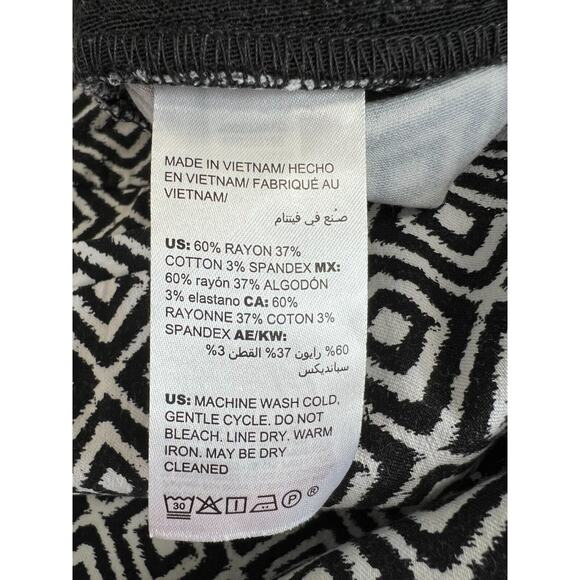 MADE IN VIETNAM/ HECHO
EN VIETNAM/ FABRIQUÉ AU
VIETNAM/
صنع في فيتنام
US: 60% RAYON 37%
COTTON 3% SPANDEX MX:
60% rayón 37% ALGODÓN
3% elastano CA: 60%
RAYONNE 37% COTON 3%
SPANDEX AE/KW:
60% رايون 37% القطن 3%
سبانديكس
US: MACHINE WASH COLD,
GENTLE CYCLE. DO NOT
BLEACH. LINE DRY. WARM
IRON. MAY BE DRY
CLEANED
30 P ®